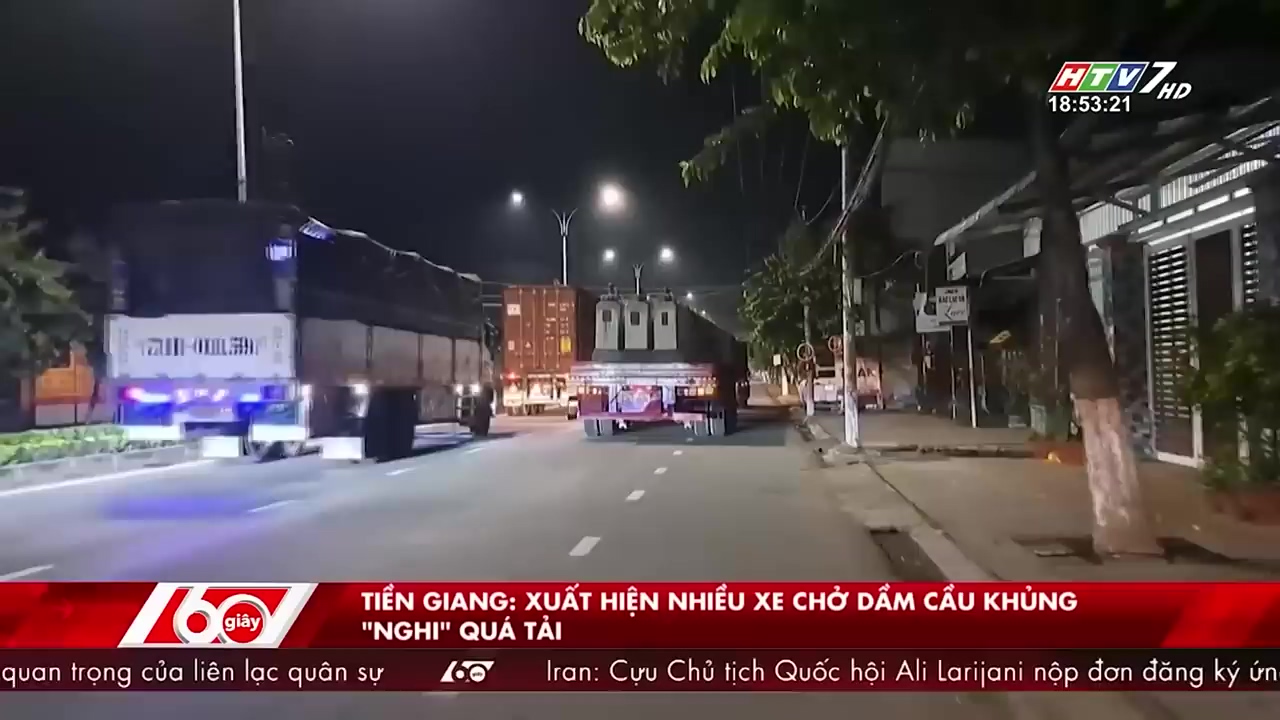 HTV7 HD
18:53:21
60 giây
TIỀN GIANG: XUẤT HIỆN NHIỀU XE CHỞ DẦM CẦU KHỦNG
"NGHI" QUÁ TẢI
quan trọng của liên lạc quân sự
60 giây
Iran: Cựu Chủ tịch Quốc hội Ali Larijani nộp đơn đăng ký ứn